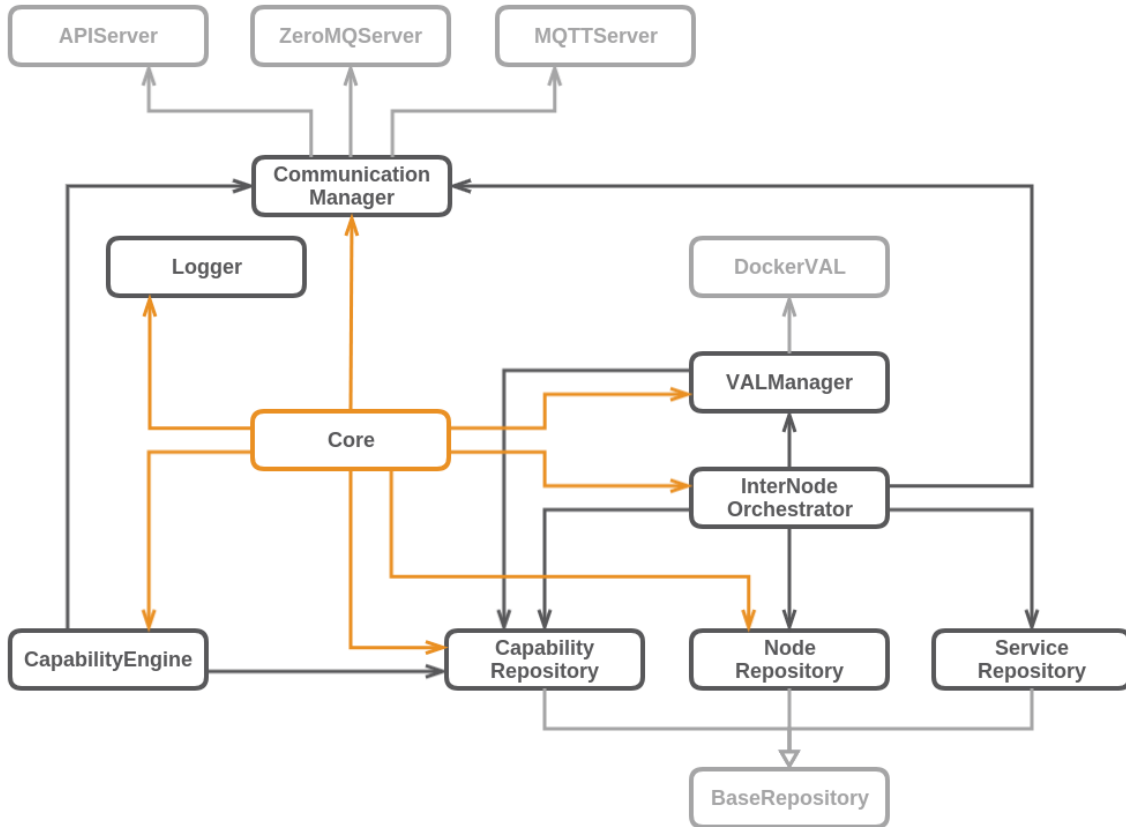 APIServer
ZeroMQServer
MQTTServer
Communication
Manager
Logger
DockerVAL
VALManager
Core
InterNode
Orchestrator
CapabilityEngine
Capability
Repository
Node
Repository
Service
Repository
BaseRepository